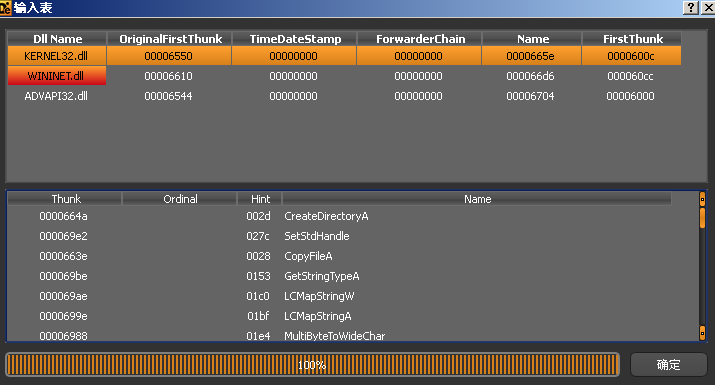 De 输入表 ? ×
Dll Name OriginalFirstThunk TimeDateStamp ForwarderChain Name FirstThunk
KERNEL32.dll 00006550 00000000 00000000 0000665e 0000600c
WININET.dll 00006610 00000000 00000000 000066d6 000060cc
ADVAPI32.dll 00006544 00000000 00000000 00006704 00006000
Thunk Ordinal Hint Name
0000664a 002d CreateDirectoryA
000069e2 027c SetStdHandle
0000663e 0028 CopyFileA
000069be 0153 GetStringTypeA
000069ae 01c0 LCMapStringW
0000699e 01bf LCMapStringA
00006988 01e4 MultiByteToWideChar
100% 确定